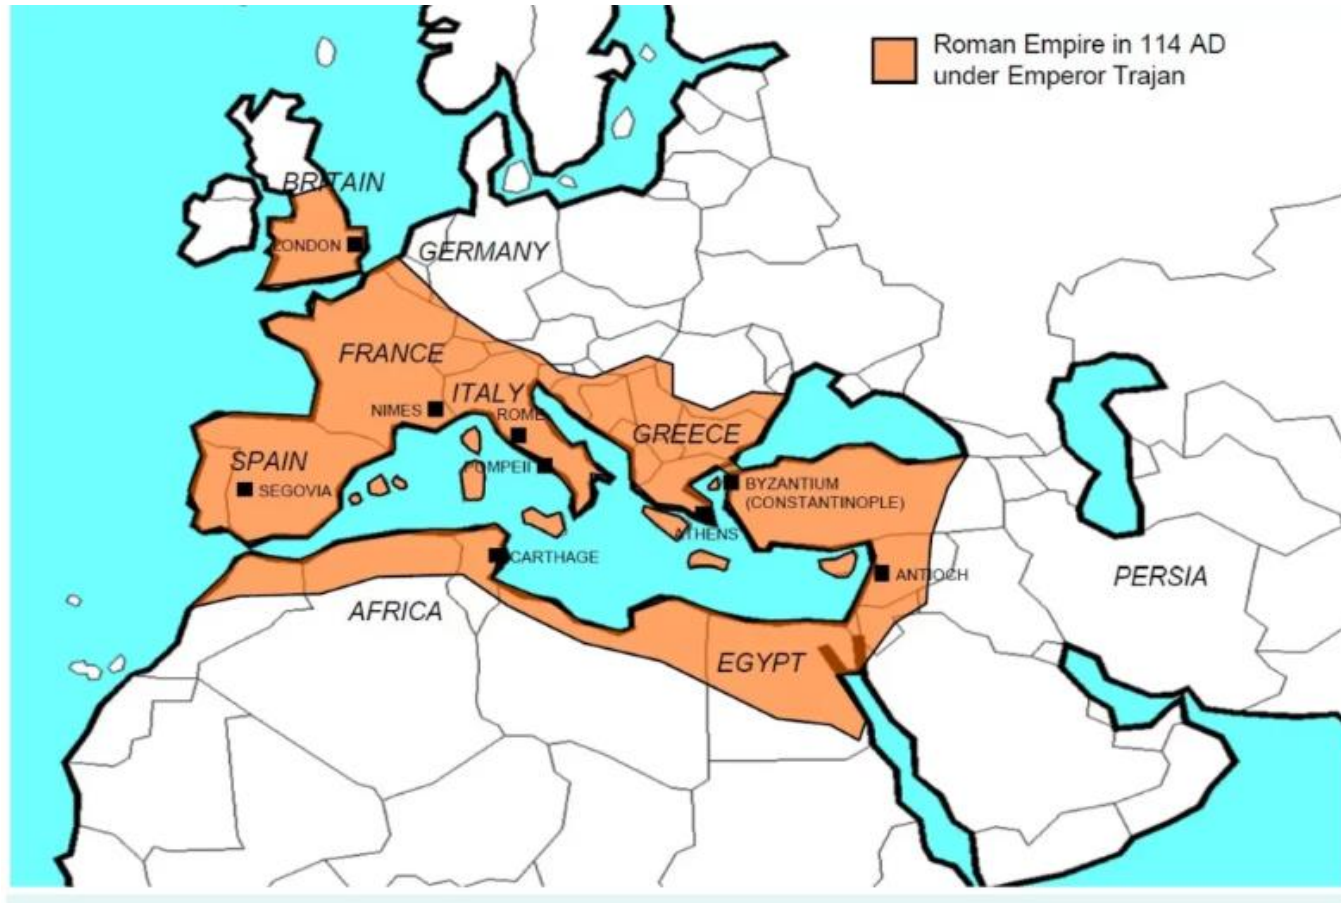 Roman Empire in 114 AD
under Emperor Trajan
BRITAIN
LONDON
GERMANY
FRANCE
ITALY
NIMES
ROME
GREECE
SPAIN
POMPEII
SEGOVIA
BYZANTIUM
(CONSTANTINOPLE)
ATHENS
CARTHAGE
ANTIOCH
PERSIA
AFRICA
EGYPT